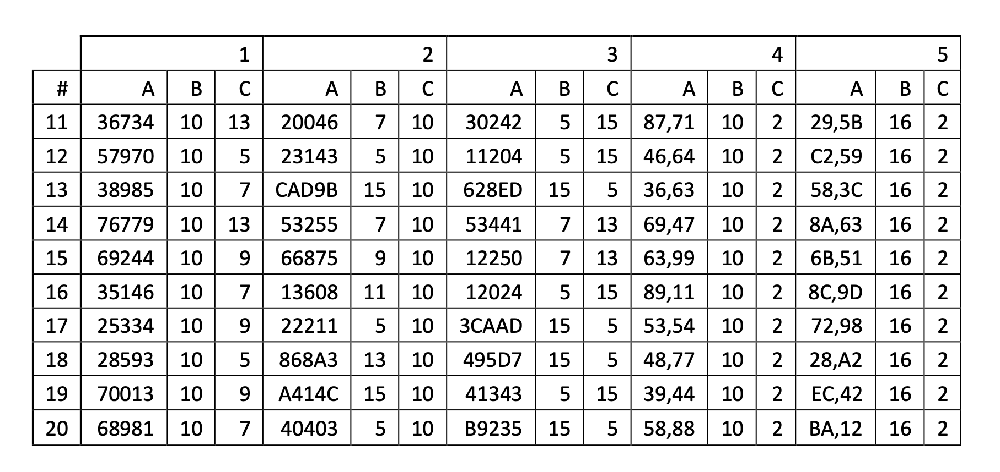 1 2 3 4 5
# A B C A B C A B C A B C A B C
11 36734 10 13 20046 7 10 30242 5 15 87,71 10 2 29,5B 16 2
12 57970 10 5 23143 5 10 11204 5 15 46,64 10 2 C2,59 16 2
13 38985 10 7 CAD9B 15 10 628ED 15 5 36,63 10 2 58,3C 16 2
14 76779 10 13 53255 7 10 53441 7 13 69,47 10 2 8A,63 16 2
15 69244 10 9 66875 9 10 12250 7 13 63,99 10 2 6B,51 16 2
16 35146 10 7 13608 11 10 12024 5 15 89,11 10 2 8C,9D 16 2
17 25334 10 9 22211 5 10 3CAAD 15 5 53,54 10 2 72,98 16 2
18 28593 10 5 868A3 13 10 495D7 15 5 48,77 10 2 28,A2 16 2
19 70013 10 9 A414C 15 10 41343 5 15 39,44 10 2 EC,42 16 2
20 68981 10 7 40403 5 10 B9235 15 5 58,88 10 2 BA,12 16 2